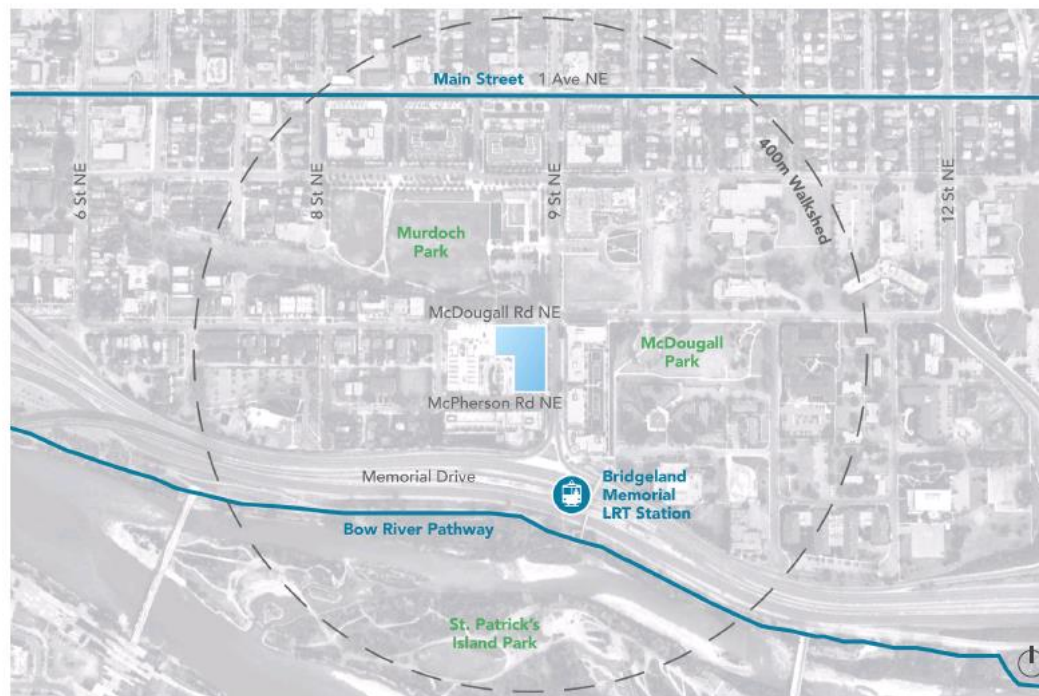 Main Street 1 Ave NE
400m Walkshed
6 St NE
8 St NE
9 St NE
12 St NE
Murdoch
Park
McDougall Rd NE
McDougall
Park
McPherson Rd NE
Memorial Drive
Bridgeland
Memorial
LRT Station
Bow River Pathway
St. Patrick's
Island Park